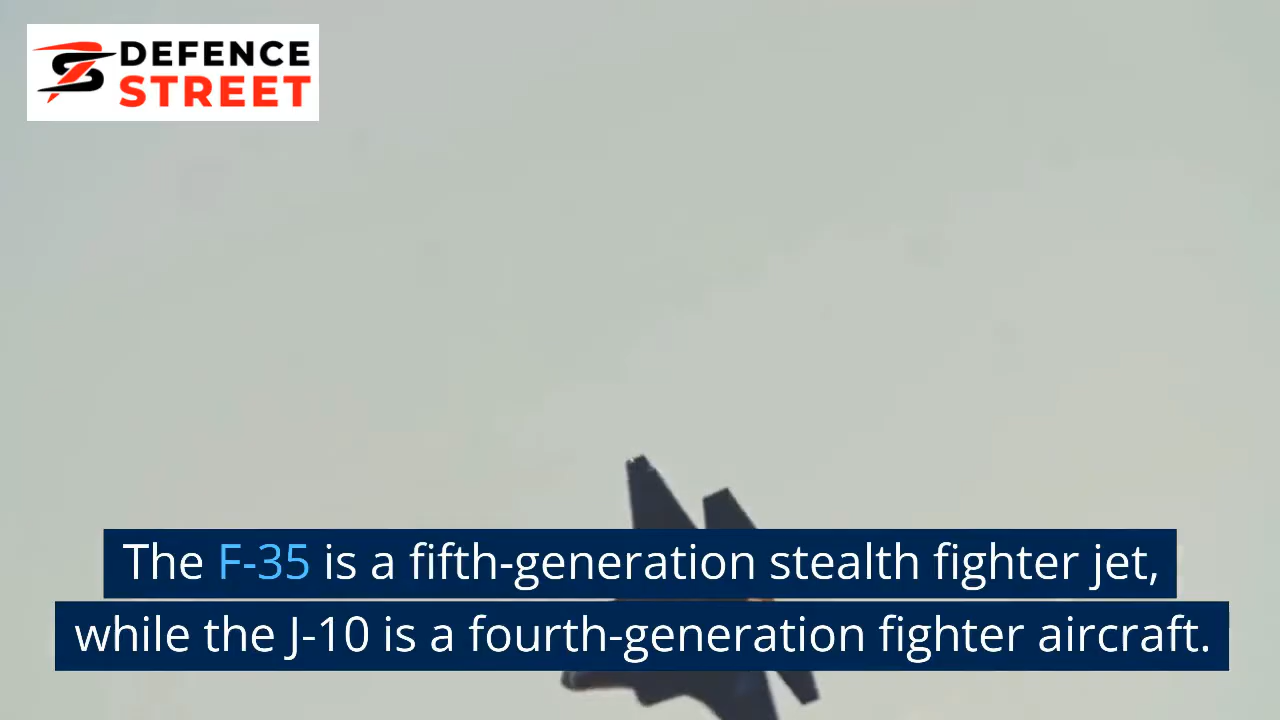 DEFENCE
STREET
The F-35 is a fifth-generation stealth fighter jet,
while the J-10 is a fourth-generation fighter aircraft.